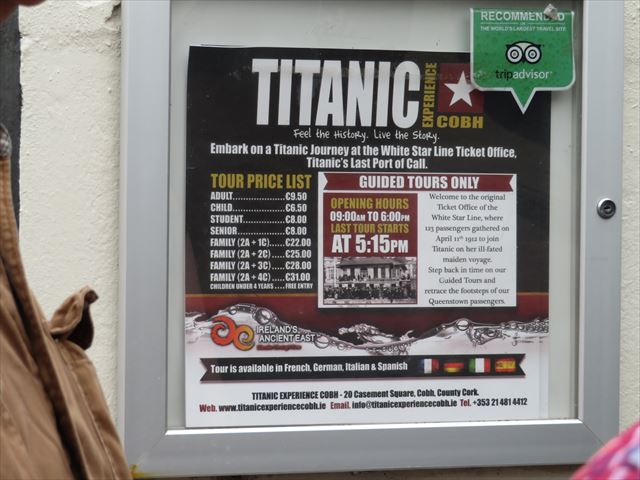 RECOMMENDED ON
THE WORLD'S LARGEST TRAVEL SITE
tripadvisor
TITANIC
EXPERIENCE
COBH
Feel the History. Live the Story.
Embark on a Titanic Journey at the White Star Line Ticket Office,
Titanic's Last Port of Call.
TOUR PRICE LIST
ADULT..................€9.50
CHILD...................€6.50
STUDENT..............€8.00
SENIOR................€8.00
FAMILY (2A + 1C).....€22.00
FAMILY (2A + 2C).....€25.00
FAMILY (2A + 3C).....€28.00
FAMILY (2A + 4C).....€31.00
CHILDREN UNDER 4 YEARS.....FREE ENTRY
GUIDED TOURS ONLY
OPENING HOURS
09:00AM TO 6:00PM
LAST TOUR STARTS
AT 5:15PM
Welcome to the original
Ticket Office of the
White Star Line, where
123 passengers gathered on
April 11th 1912 to join
Titanic on her ill-fated
maiden voyage.
Step back in time on our
Guided Tours and
retrace the footsteps of our
Queenstown passengers.
IRELAND'S
ANCIENT EAST
Tour is available in French, German, Italian & Spanish
TITANIC EXPERIENCE COBH - 20 Casement Square, Cobh, County Cork.
Web. www.titanicexperiencecobh.ie Email. info@titanicexperiencecobh.ie Tel. +353 21 481 4412